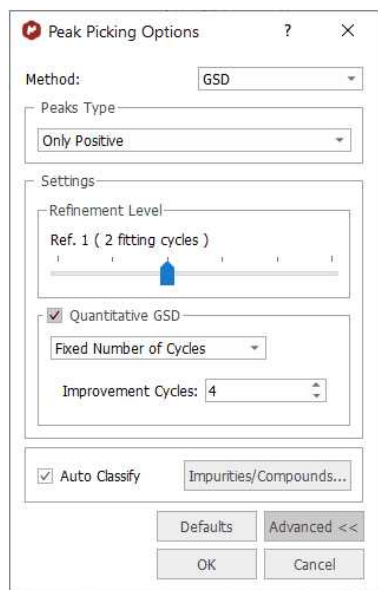 Peak Picking Options ?
Method: GSD
Peaks Type
Only Positive
Settings
Refinement Level
Ref. 1 ( 2 fitting cycles )
Quantitative GSD
Fixed Number of Cycles
Improvement Cycles: 4
Auto Classify Impurities/Compounds...
Defaults Advanced <<
OK Cancel